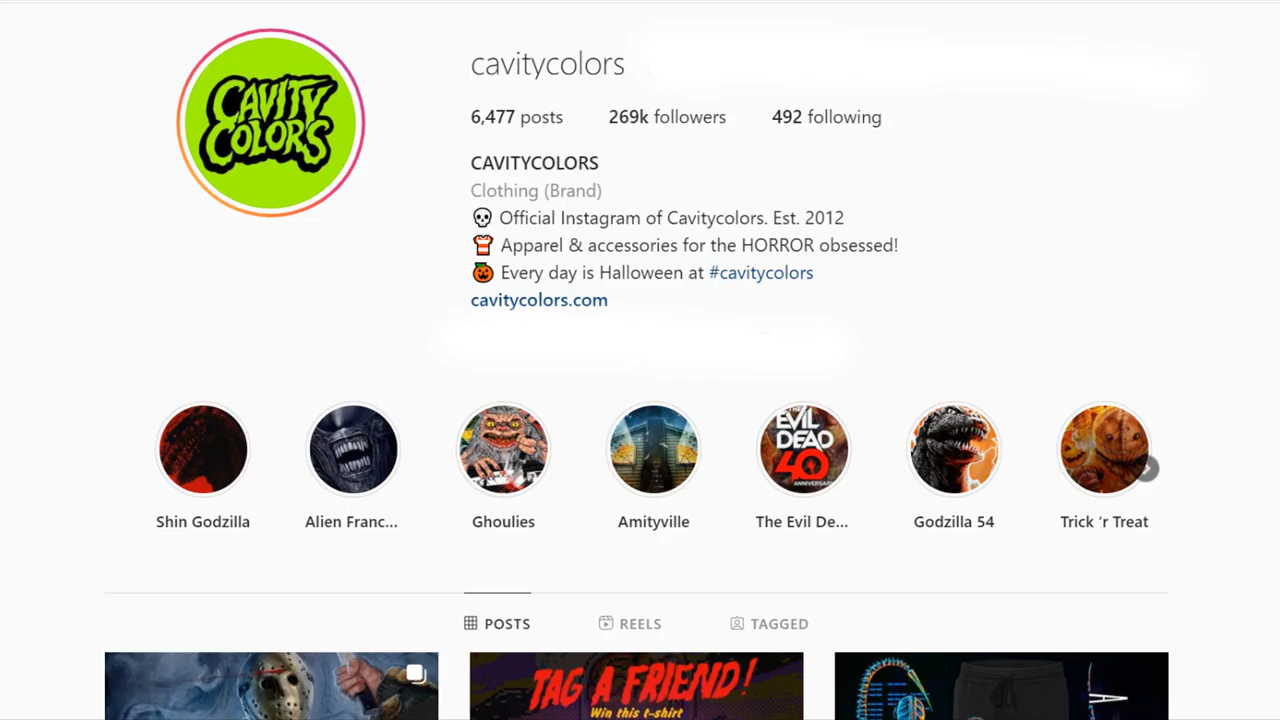 CAVITY
COLORS
cavitycolors
6,477 posts 269k followers 492 following
CAVITYCOLORS
Clothing (Brand)
💀 Official Instagram of Cavitycolors. Est. 2012
👕 Apparel & accessories for the HORROR obsessed!
🎃 Every day is Halloween at #cavitycolors
cavitycolors.com
THE
EVIL
DEAD
40
ANNIVERSARY
Shin Godzilla Alien Franc... Ghoulies Amityville The Evil De... Godzilla 54 Trick ‘r Treat
POSTS REELS TAGGED
TAG A FRIEND!
Win this t-shirt